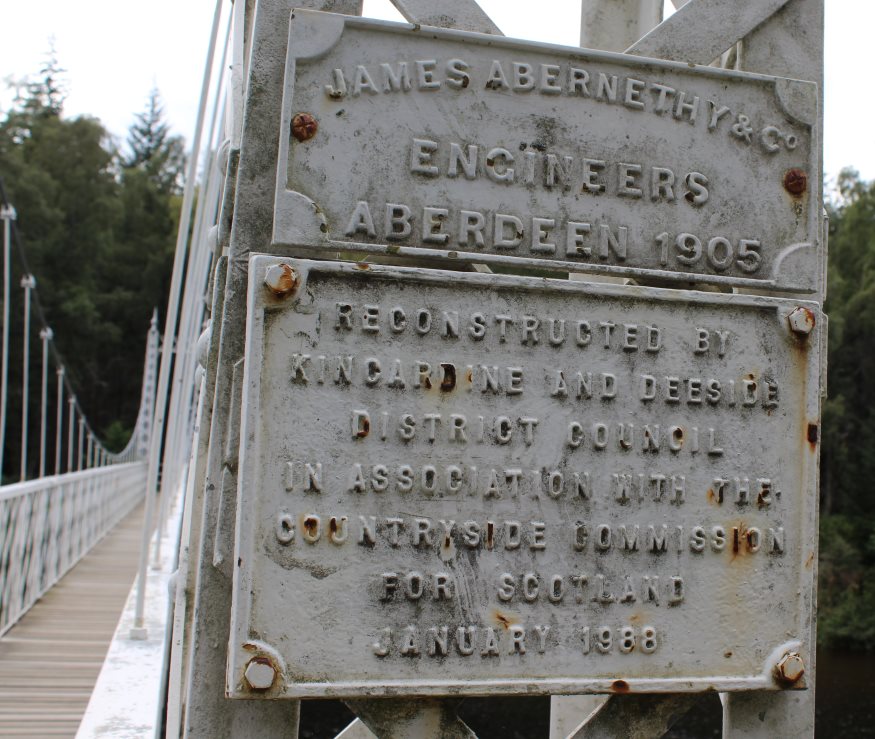 JAMES ABERNETHY & Co
ENGINEERS
ABERDEEN 1905
RECONSTRUCTED BY
KINCARDINE AND DEESIDE
DISTRICT COUNCIL
IN ASSOCIATION WITH THE
COUNTRYSIDE COMMISSION
FOR SCOTLAND
JANUARY 1988